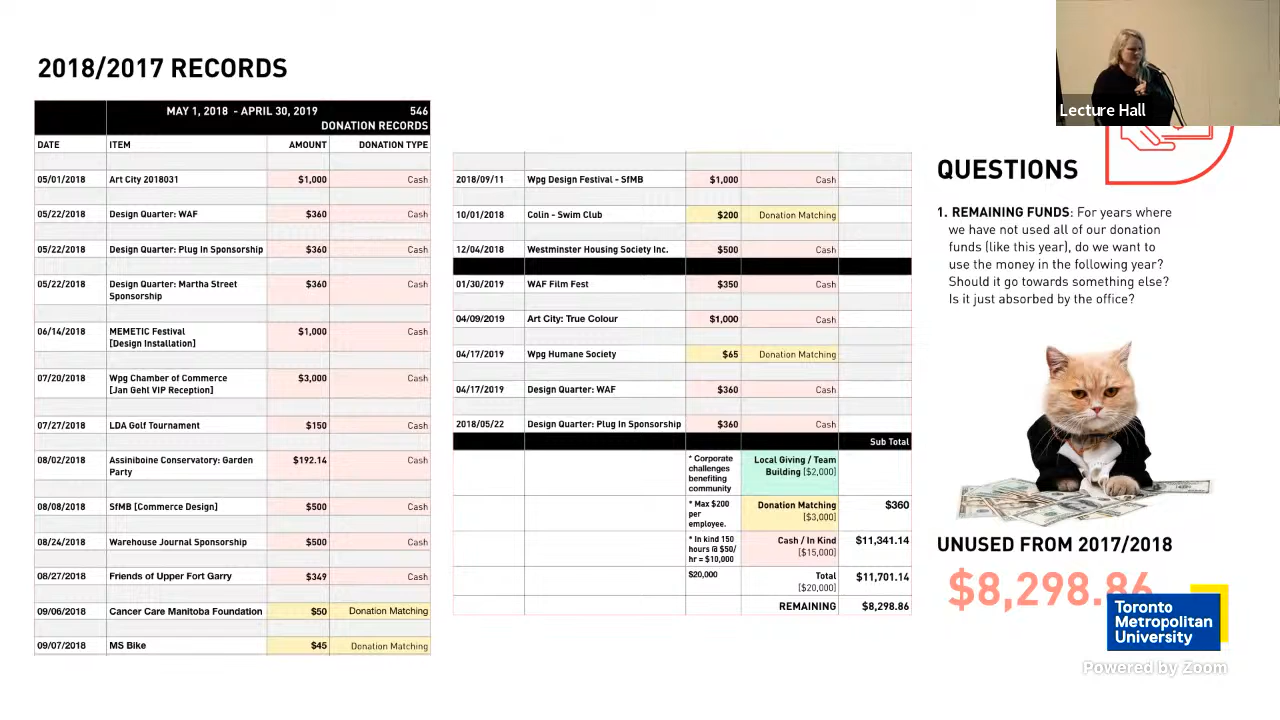 2018/2017 RECORDS
MAY 1, 2018 - APRIL 30, 2019 546
DONATION RECORDS
DATE ITEM AMOUNT DONATION TYPE
05/01/2018 Art City 2018031 $1,000 Cash
05/22/2018 Design Quarter: WAF $360 Cash
05/22/2018 Design Quarter: Plug In Sponsorship $360 Cash
05/22/2018 Design Quarter: Martha Street $360 Cash
Sponsorship
06/14/2018 MEMETIC Festival $1,000 Cash
[Design Installation]
07/20/2018 Wpg Chamber of Commerce $3,000 Cash
[Jan Gehl VIP Reception]
07/27/2018 LDA Golf Tournament $150 Cash
08/02/2018 Assiniboine Conservatory: Garden $192.14 Cash
Party
08/08/2018 SfMB [Commerce Design] $500 Cash
08/24/2018 Warehouse Journal Sponsorship $500 Cash
08/27/2018 Friends of Upper Fort Garry $349 Cash
09/06/2018 Cancer Care Manitoba Foundation $50 Donation Matching
09/07/2018 MS Bike $45 Donation Matching
2018/09/11 Wpg Design Festival - SfMB $1,000 Cash
10/01/2018 Colin - Swim Club $200 Donation Matching
12/04/2018 Westminster Housing Society Inc. $500 Cash
01/30/2019 WAF Film Fest $350 Cash
04/09/2019 Art City: True Colour $1,000 Cash
04/17/2019 Wpg Humane Society $65 Donation Matching
04/17/2019 Design Quarter: WAF $360 Cash
2018/05/22 Design Quarter: Plug In Sponsorship $360 Cash
Sub Total
* Corporate
challenges
benefiting
community
Local Giving / Team
Building [$2,000]
* Max $200
per
employee.
Donation Matching
[$3,000]
$360
* In kind 150
hours @ $50/
hr = $10,000
Cash / In Kind
[$15,000]
$11,341.14
$20,000
Total
[$20,000]
$11,701.14
REMAINING $8,298.86
Lecture Hall
QUESTIONS
1. REMAINING FUNDS: For years where
we have not used all of our donation
funds (like this year), do we want to
use the money in the following year?
Should it go towards something else?
Is it just absorbed by the office?
UNUSED FROM 2017/2018
$8,298.86
Toronto
Metropolitan
University
Powered by Zoom